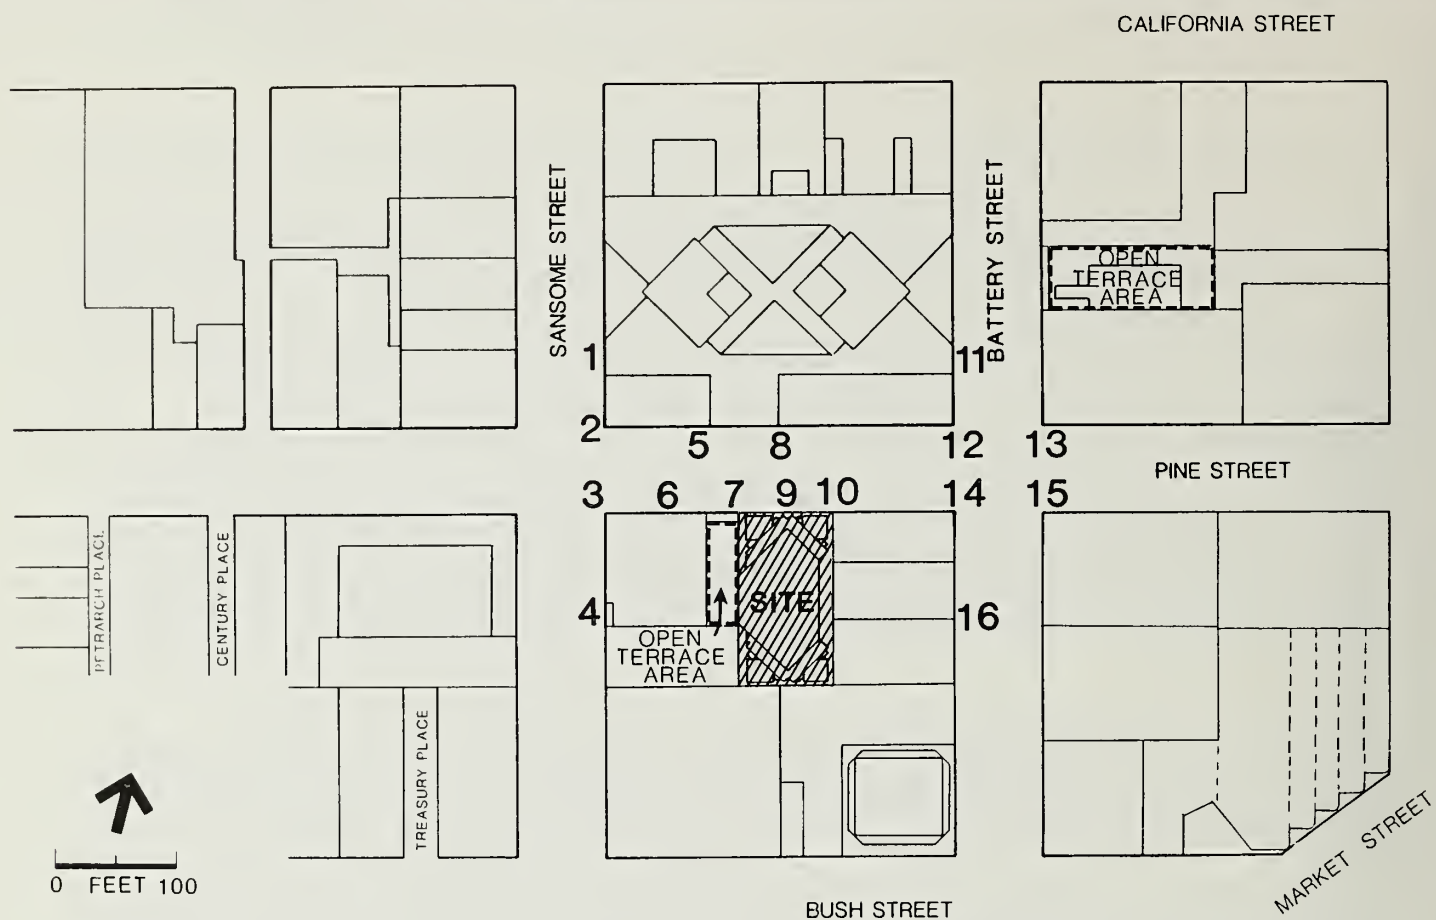 CALIFORNIA STREET
SANSOME STREET
BATTERY STREET
OPEN
TERRACE
AREA
1
11
2
5
8
12
13
PINE STREET
3
6
7
9
10
14
15
PETRARCH PLACE
CENTURY PLACE
4
SITE
16
OPEN
TERRACE
AREA
TREASURY PLACE
0 FEET 100
MARKET STREET
BUSH STREET